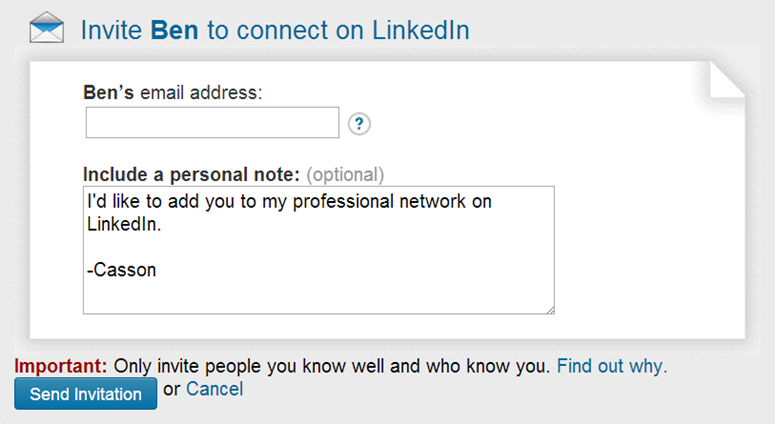 Invite Ben to connect on LinkedIn
Ben's email address:
?
Include a personal note: (optional)
I'd like to add you to my professional network on
LinkedIn.
-Casson
Important: Only invite people you know well and who know you. Find out why.
Send Invitation or Cancel